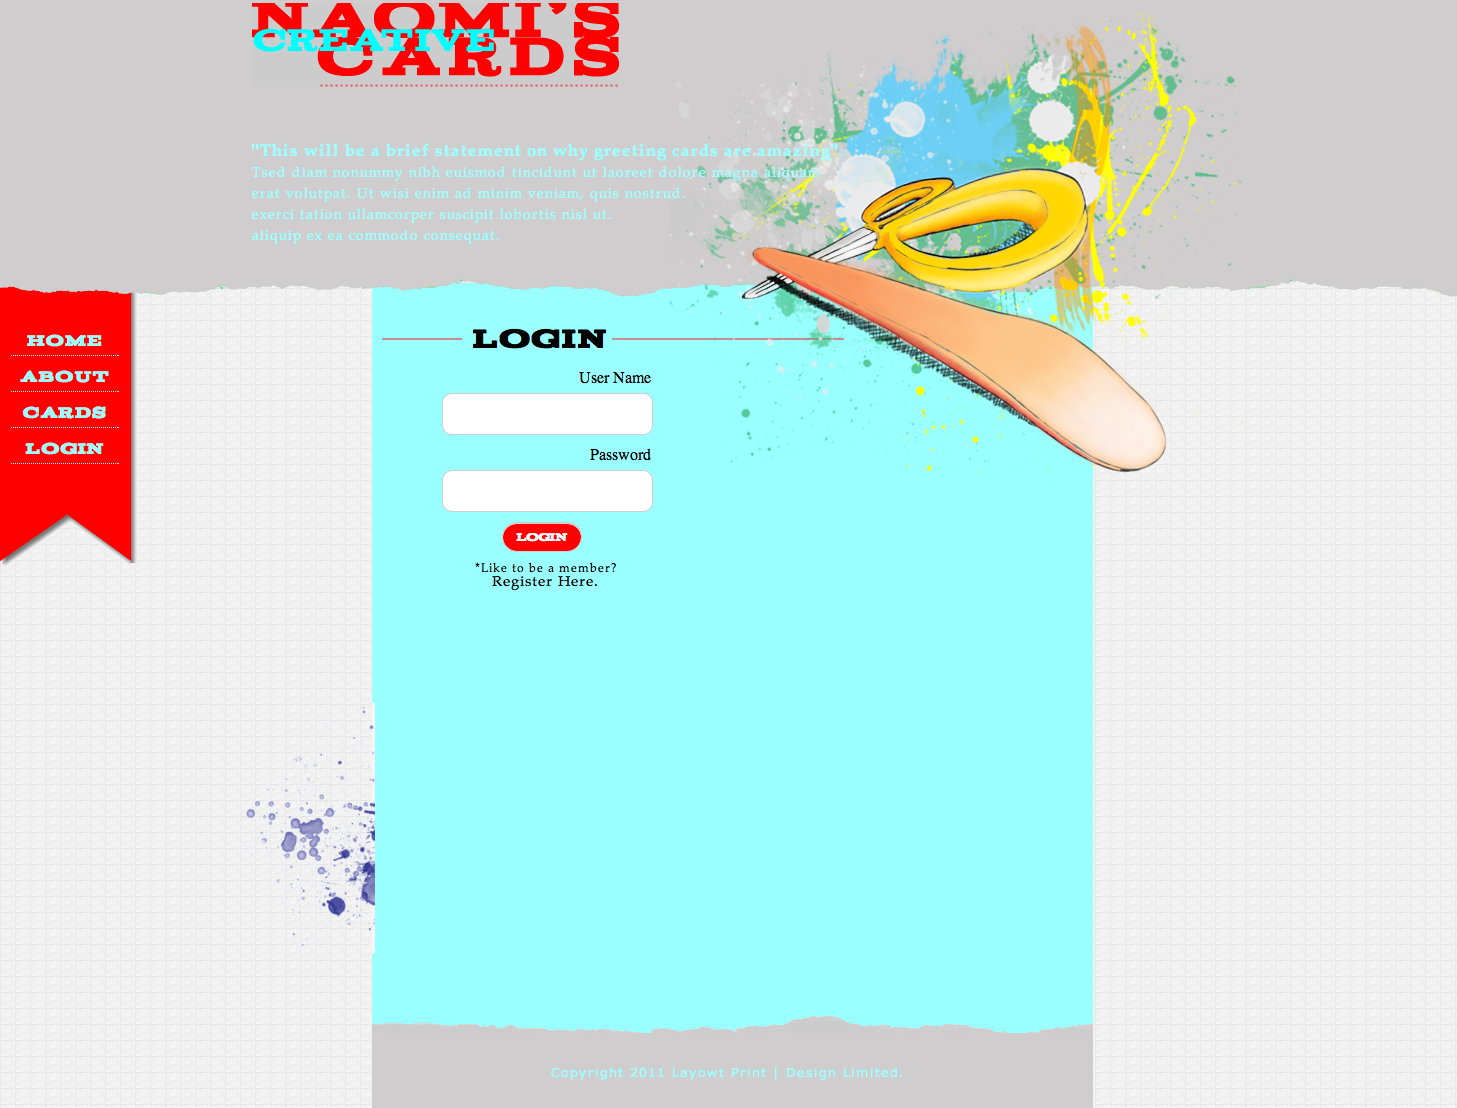 NAOMI'S
CREATIVE
CARDS
"This will be a brief statement on why greeting cards are amazing"
Tsed diam nonummy nibh euismod tincidunt ut laoreet dolore magna aliquam
erat volutpat. Ut wisi enim ad minim veniam, quis nostrud.
exerci tation ullamcorper suscipit lobortis nisl ut.
aliquip ex ea commodo consequat.
HOME
ABOUT
CARDS
LOGIN
LOGIN
User Name
Password
LOGIN
*Like to be a member?
Register Here.
Copyright 2011 Layowt Print | Design Limited.